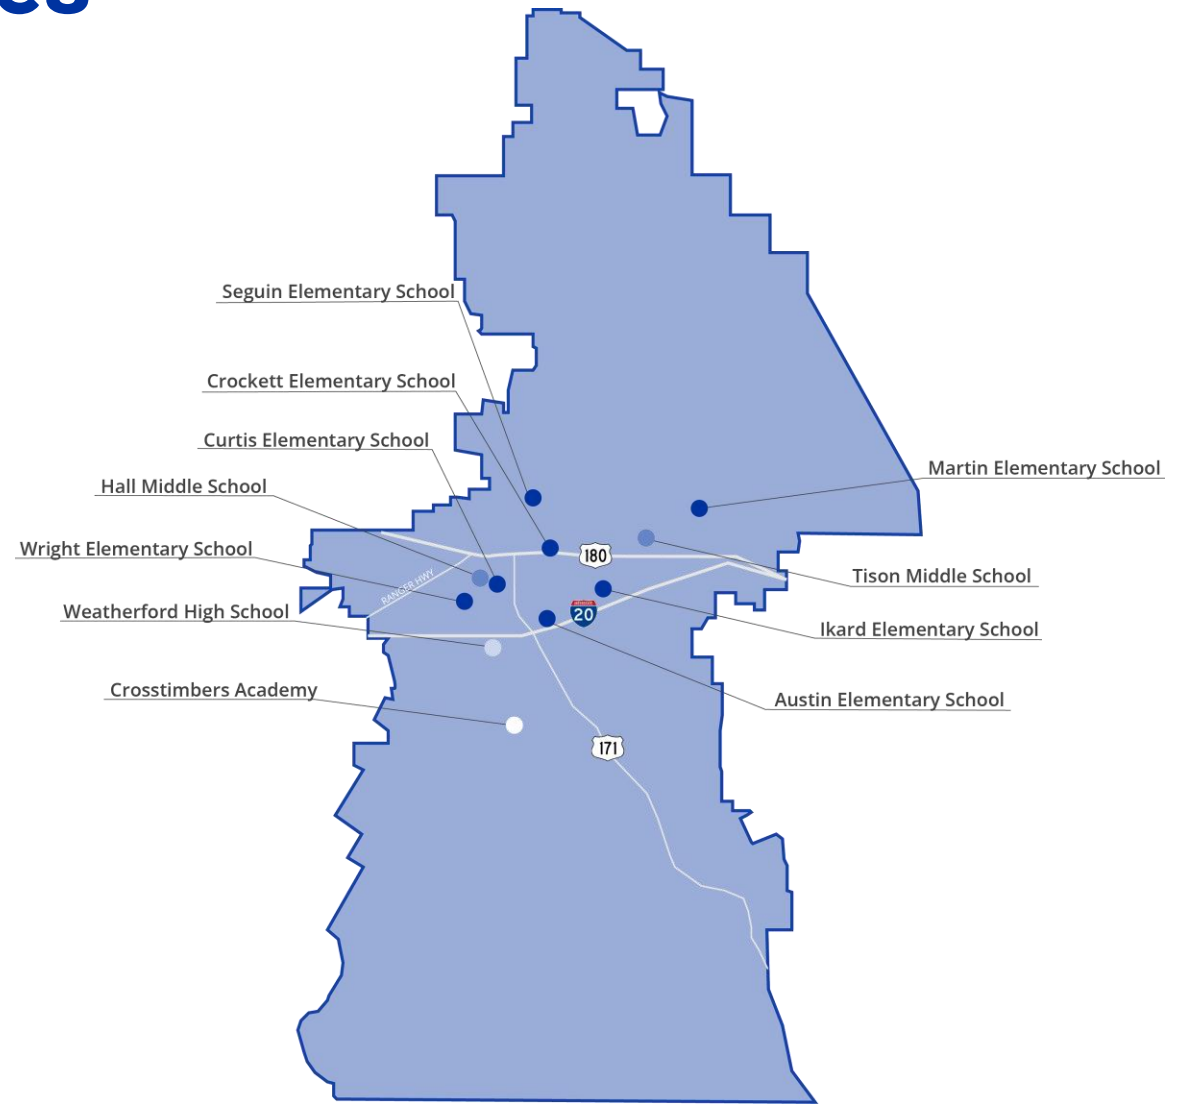 Seguin Elementary School
Crockett Elementary School
Curtis Elementary School
Martin Elementary School
Hall Middle School
Wright Elementary School
180
Tison Middle School
RANGER HWY
Weatherford High School
20
Ikard Elementary School
Crosstimbers Academy
Austin Elementary School
171